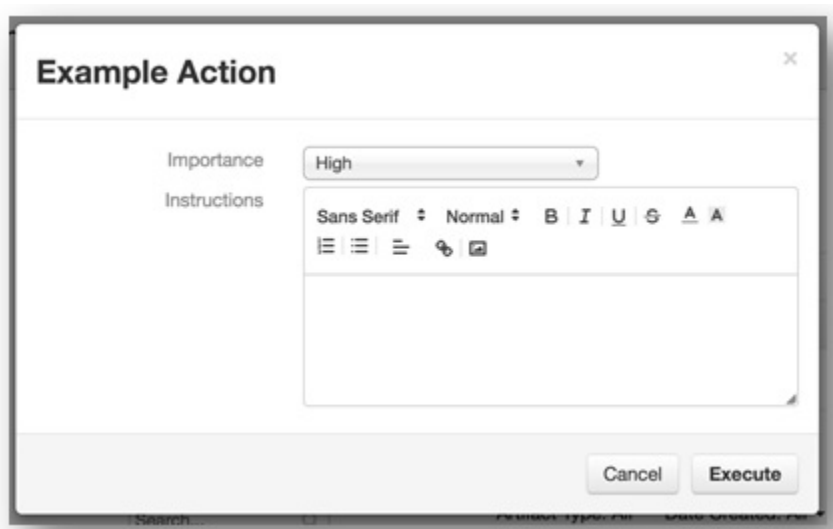 Example Action
×
Importance High
Instructions
Sans Serif Normal B I U S A A
Cancel Execute
Search... Artifact Type: All Date Created: All